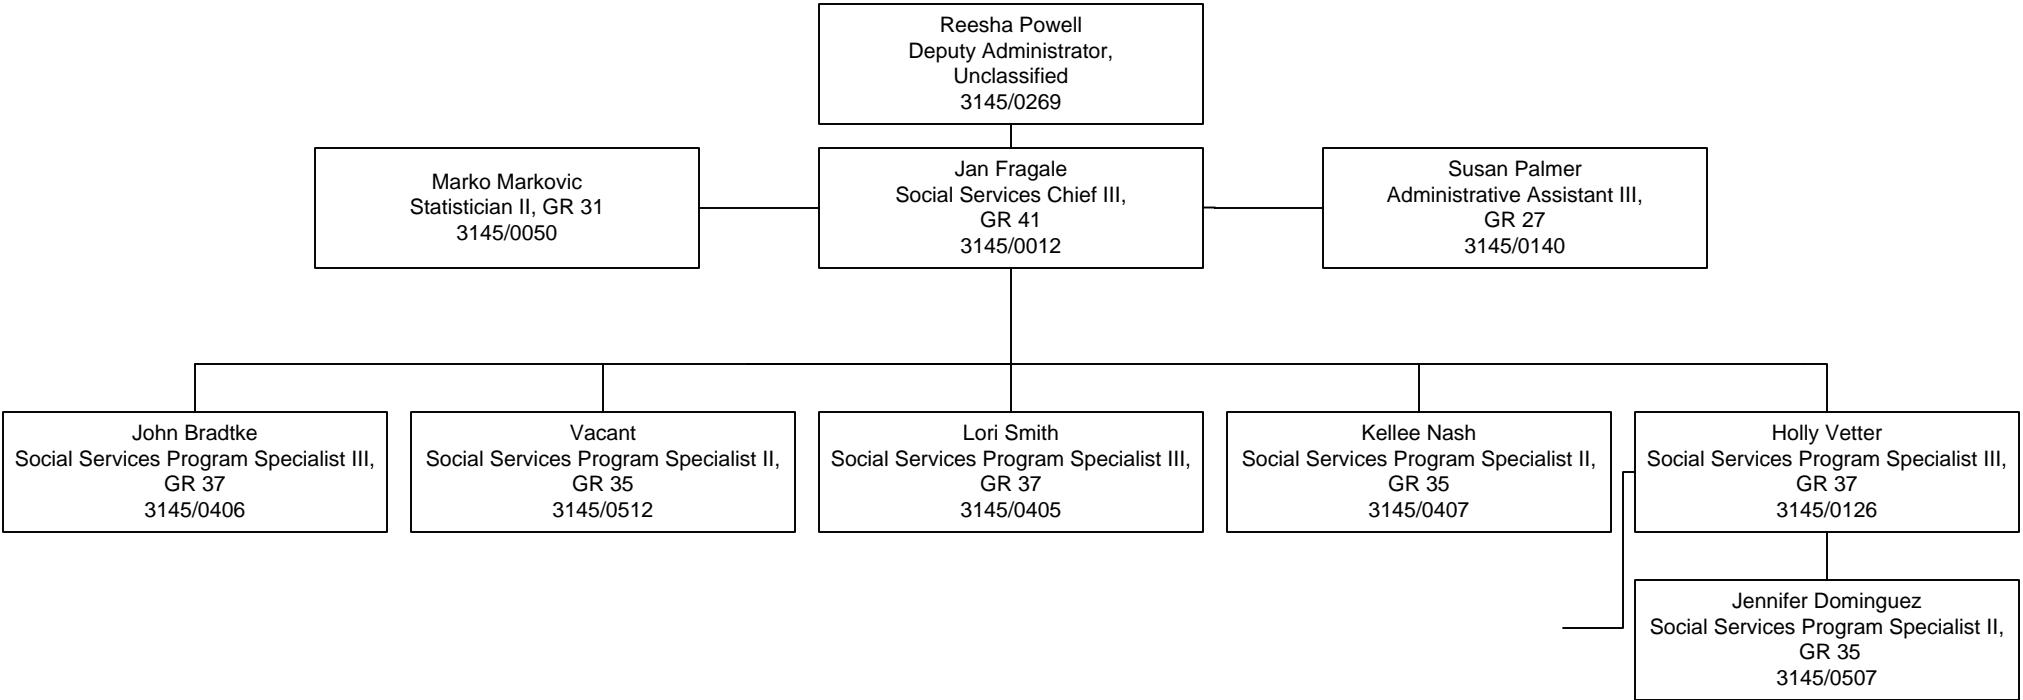 Reesha Powell
Deputy Administrator,
Unclassified
3145/0269
Marko Markovic
Statistician II, GR 31
3145/0050
Jan Fragale
Social Services Chief III,
GR 41
3145/0012
Susan Palmer
Administrative Assistant III,
GR 27
3145/0140
John Bradtke
Social Services Program Specialist III,
GR 37
3145/0406
Vacant
Social Services Program Specialist II,
GR 35
3145/0512
Lori Smith
Social Services Program Specialist III,
GR 37
3145/0405
Kellee Nash
Social Services Program Specialist II,
GR 35
3145/0407
Holly Vetter
Social Services Program Specialist III,
GR 37
3145/0126
Jennifer Dominguez
Social Services Program Specialist II,
GR 35
3145/0507